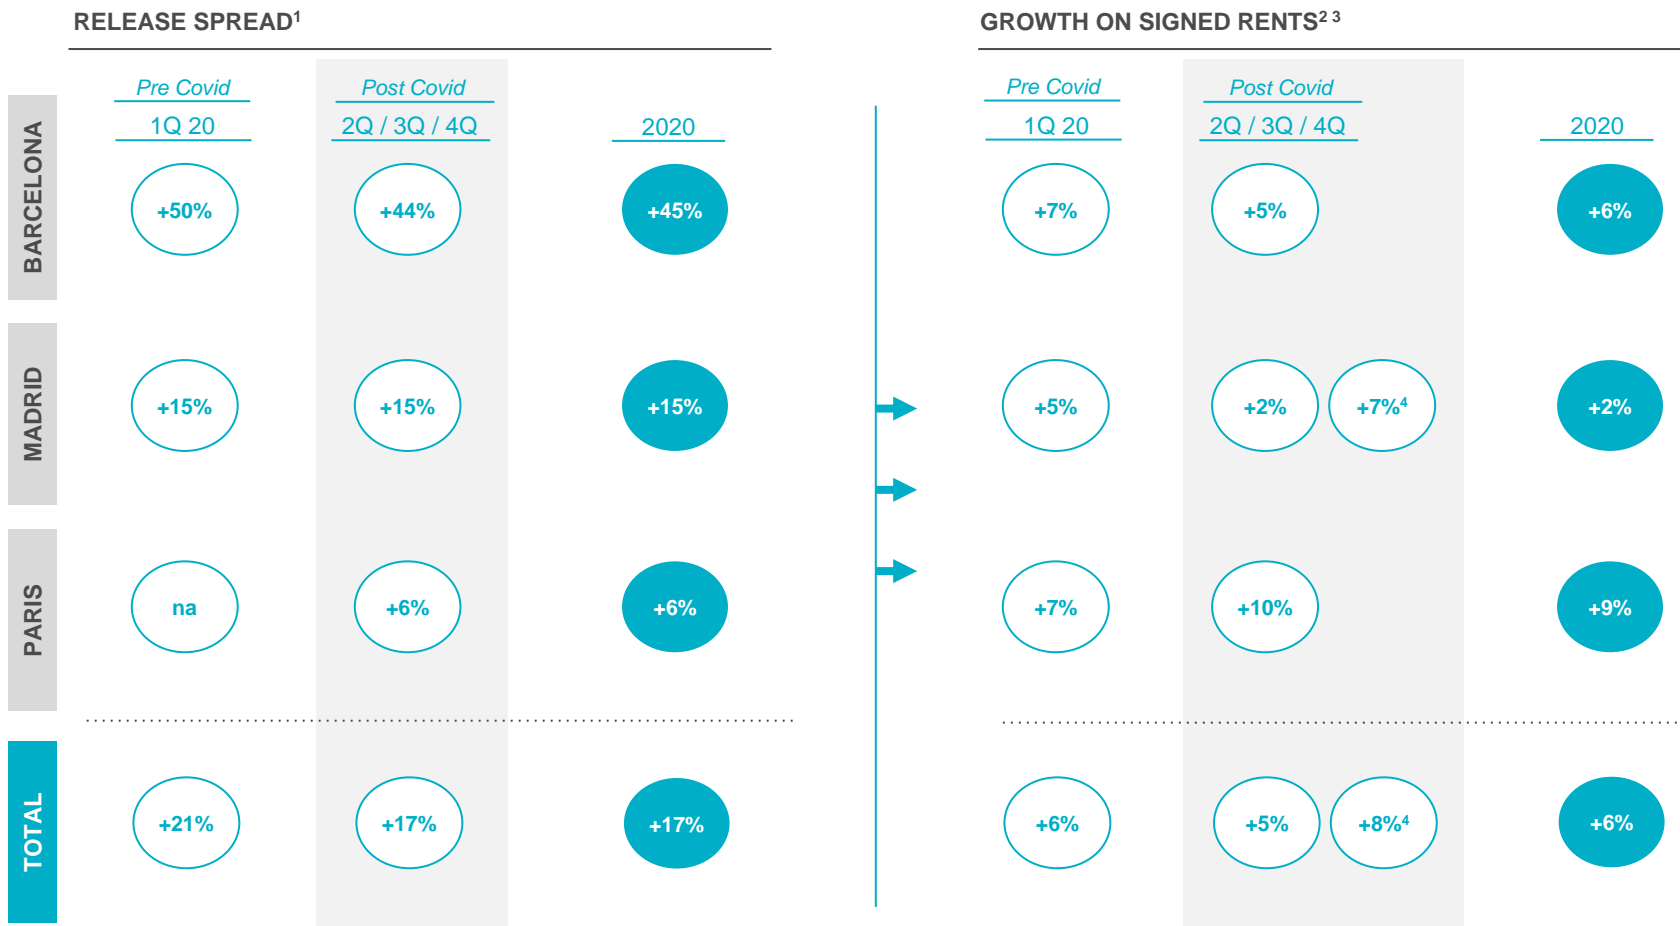 RELEASE SPREAD¹
GROWTH ON SIGNED RENTS² ³
Pre Covid
Post Covid
1Q 20
2Q / 3Q / 4Q
2020
Pre Covid
Post Covid
1Q 20
2Q / 3Q / 4Q
2020
BARCELONA
+50%
+44%
+45%
+7%
+5%
+6%
MADRID
+15%
+15%
+15%
+5%
+2%
+7%⁴
+2%
PARIS
na
+6%
+6%
+7%
+10%
+9%
TOTAL
+21%
+17%
+17%
+6%
+5%
+8%⁴
+6%